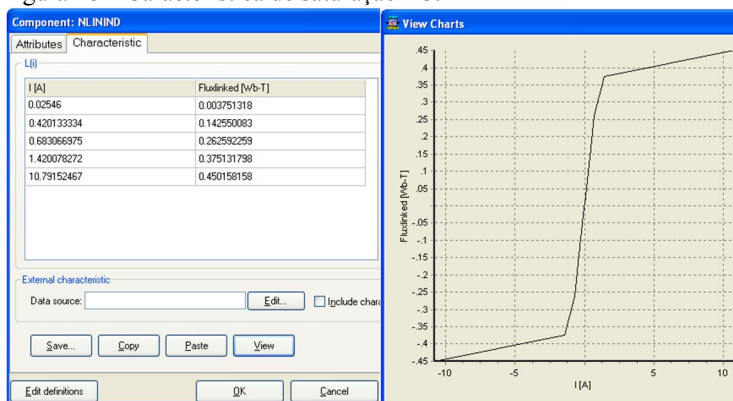 Component: NLININD
Attributes Characteristic
L(i)
I [A] Fluxlinked [Wb-T]
0.02546 0.003751318
0.420133334 0.142550083
0.683066975 0.262592259
1.420078272 0.375131798
10.79152467 0.450158158
External characteristic
Data source: Edit... Include chara
Save... Copy Paste View
Edit definitions OK Cancel
View Charts
.45
.4
.35
.3
.25
.2
.15
.1
.05
-.05
-.1
-.15
-.2
-.25
-.3
-.35
-.4
-.45
Fluxlinked [Wb-T]
-10 -5 5 10
I [A]